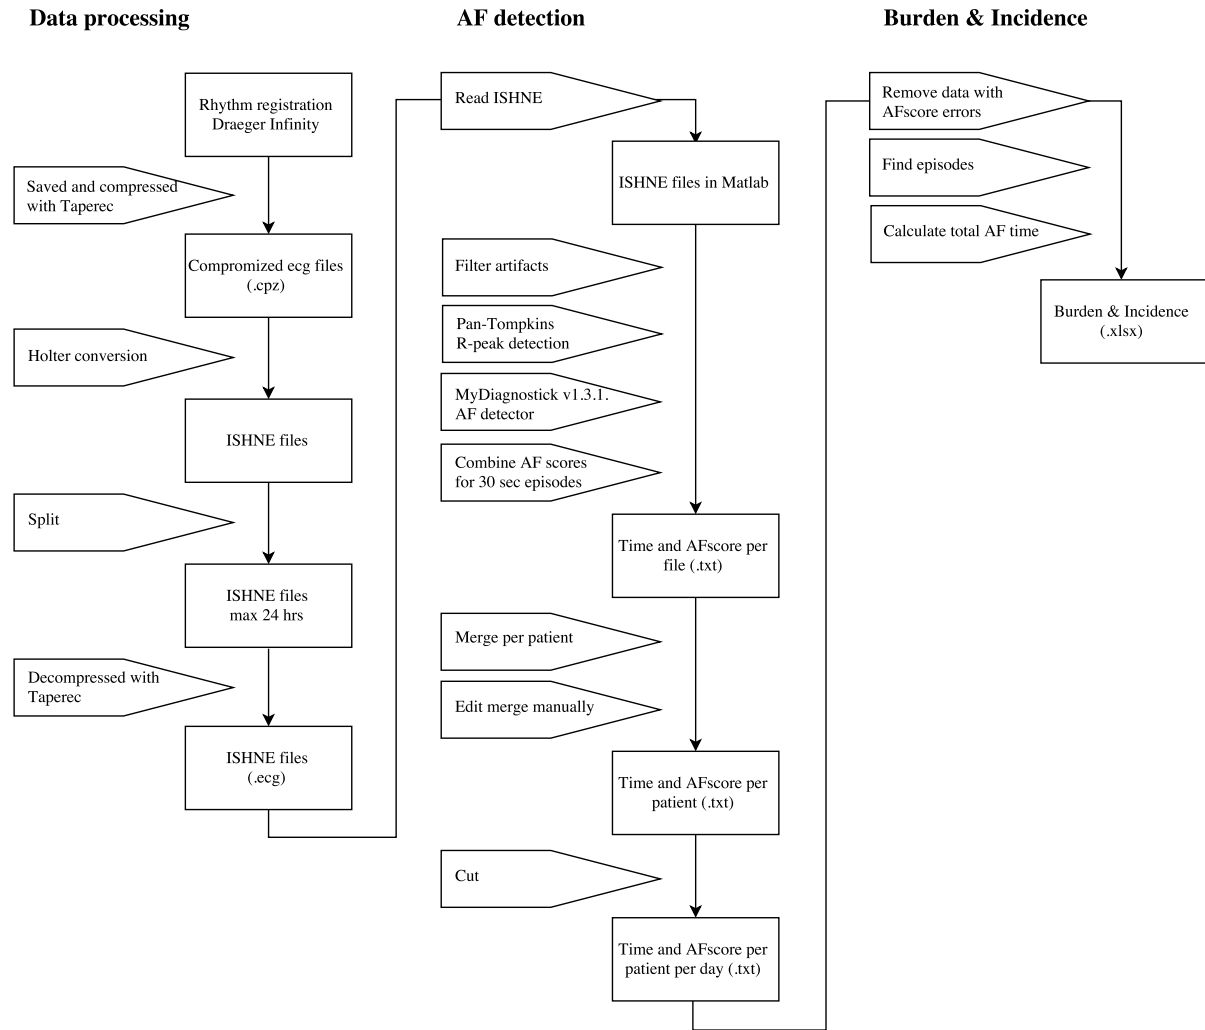 Data processing
Rhythm registration
Draeger Infinity
Saved and compressed
with Taperec
Compromized ecg files
(.cpz)
Holter conversion
ISHNE files
Split
ISHNE files
max 24 hrs
Decompressed with
Taperec
ISHNE files
(.ecg)
AF detection
Read ISHNE
ISHNE files in Matlab
Filter artifacts
Pan-Tompkins
R-peak detection
MyDiagnostick v1.3.1.
AF detector
Combine AF scores
for 30 sec episodes
Time and AFscore per
file (.txt)
Merge per patient
Edit merge manually
Time and AFscore per
patient (.txt)
Cut
Time and AFscore per
patient per day (.txt)
Burden & Incidence
Remove data with
AFscore errors
Find episodes
Calculate total AF time
Burden & Incidence
(.xlsx)